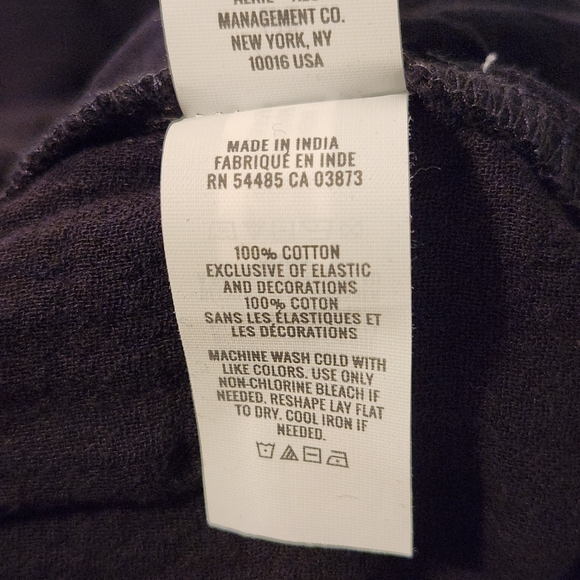 MANAGEMENT CO.
NEW YORK, NY
10016 USA
MADE IN INDIA
FABRIQUÉ EN INDE
RN 54485 CA 03873
100% COTTON
EXCLUSIVE OF ELASTIC
AND DECORATIONS
100% COTON
SANS LES ÉLASTIQUES ET
LES DÉCORATIONS
MACHINE WASH COLD WITH
LIKE COLORS. USE ONLY
NON-CHLORINE BLEACH IF
NEEDED. RESHAPE LAY FLAT
TO DRY. COOL IRON IF
NEEDED.